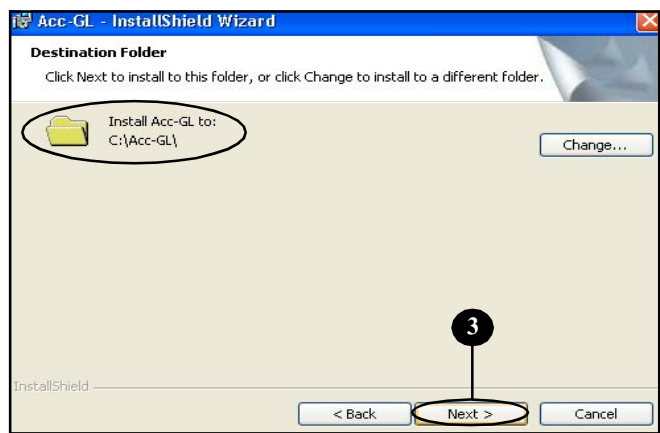 Acc-GL - InstallShield Wizard
Destination Folder
Click Next to install to this folder, or click Change to install to a different folder.
Install Acc-GL to:
C:\Acc-GL\
Change...
3
InstallShield
< Back
Next >
Cancel